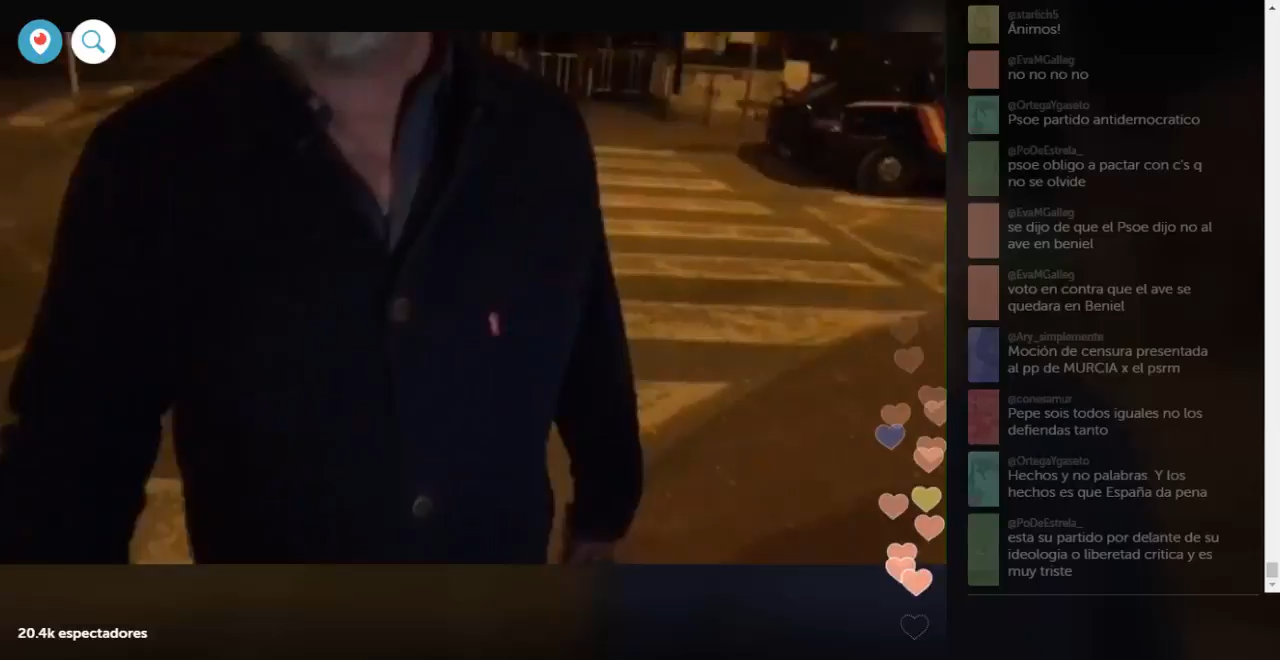 @starlich5
Ánimos!
@EvaMGalleg
no no no no
@OrtegaYgaseto
Psoe partido antidemocratico
@PoDeEstrela_
psoe obligo a pactar con c's q
no se olvide
@EvaMGalleg
se dijo de que el Psoe dijo no al
ave en beniel
@EvaMGalleg
voto en contra que el ave se
quedara en Beniel
@Ary_simplemente
Moción de censura presentada
al pp de MURCIA x el psrm
@conesamur
Pepe sois todos iguales no los
defiendas tanto
@OrtegaYgaseto
Hechos y no palabras. Y los
hechos es que España da pena
@PoDeEstrela_
esta su partido por delante de su
ideologia o liberetad critica y es
muy triste
20.4k espectadores